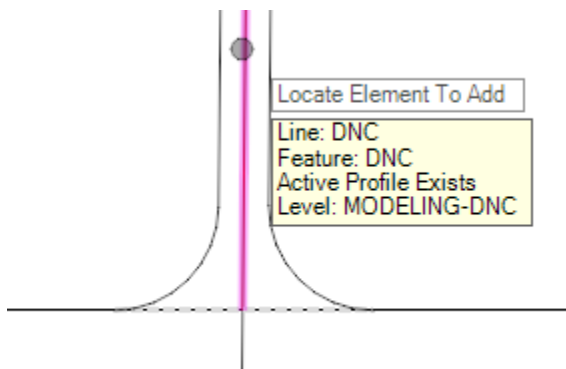 Locate Element To Add
Line: DNC
Feature: DNC
Active Profile Exists
Level: MODELING-DNC